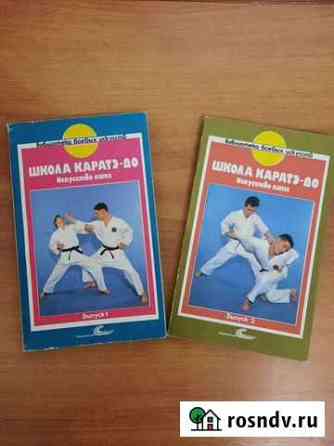 Библиотека боевых искусств
ШКОЛА КАРАТЭ-ДО
Искусство ката
Выпуск 1
Библиотека боевых искусств
ШКОЛА КАРАТЭ-ДО
Искусство ката
Выпуск 2
rosndv.ru